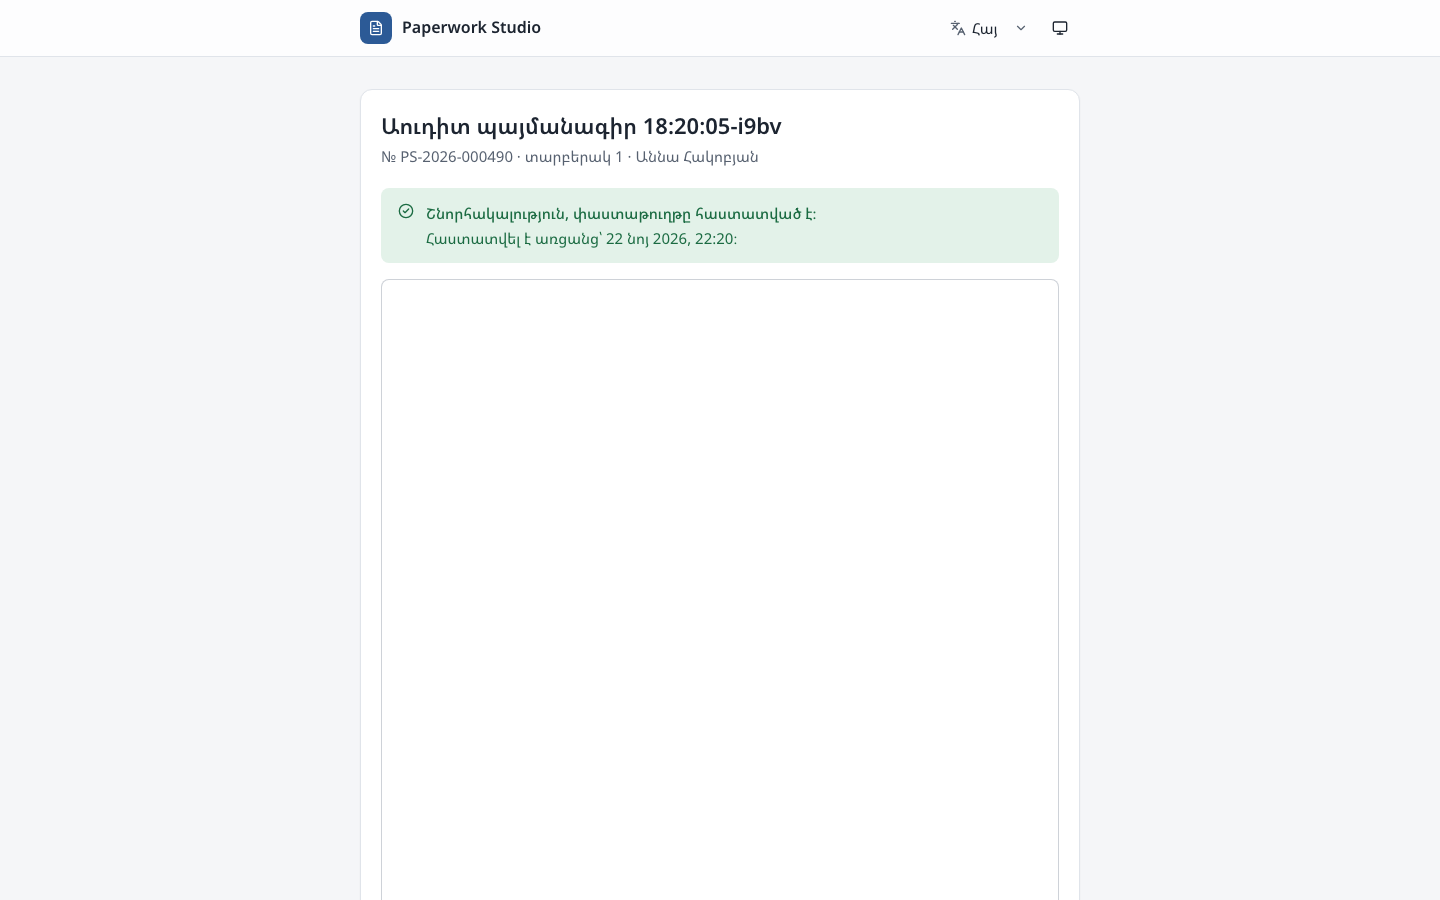 Paperwork Studio
Հայ
Աուդիտ պայմանագիր 18:20:05-i9bv
№ PS-2026-000490 · տարբերակ 1 · Աննա Հակոբյան
Շնորհակալություն, փաստաթուղթը հաստատված է։
Հաստատվել է առցանց՝ 22 նոյ 2026, 22:20։